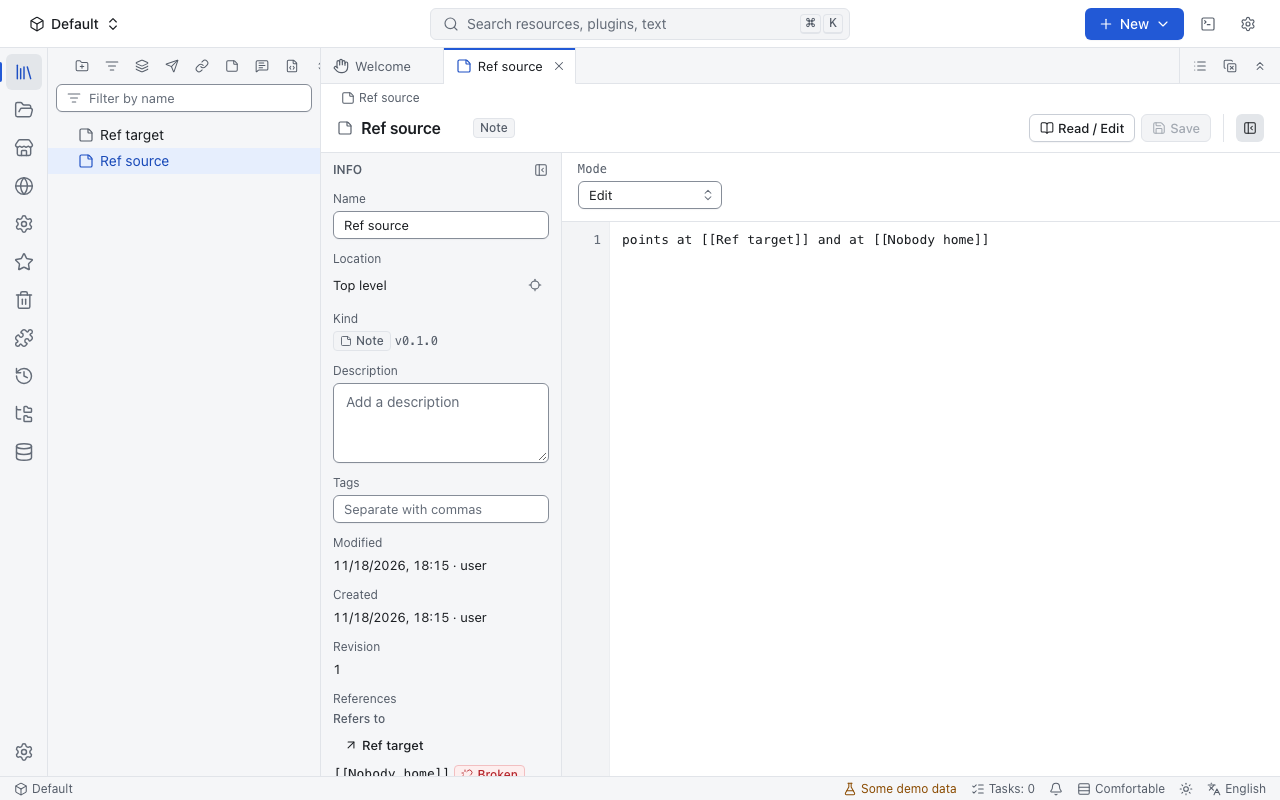 Default
Search resources, plugins, text
⌘ K
New
Welcome
Ref source
Filter by name
Ref target
Ref source
Ref source
Ref source
Note
Read / Edit
Save
INFO
Name
Ref source
Location
Top level
Kind
Note v0.1.0
Description
Add a description
Tags
Separate with commas
Modified
11/18/2026, 18:15 · user
Created
11/18/2026, 18:15 · user
Revision
1
References
Refers to
Ref target
[[Nobody home]] Broken
Mode
Edit
1 points at [[Ref target]] and at [[Nobody home]]
Default
Some demo data
Tasks: 0
Comfortable
English